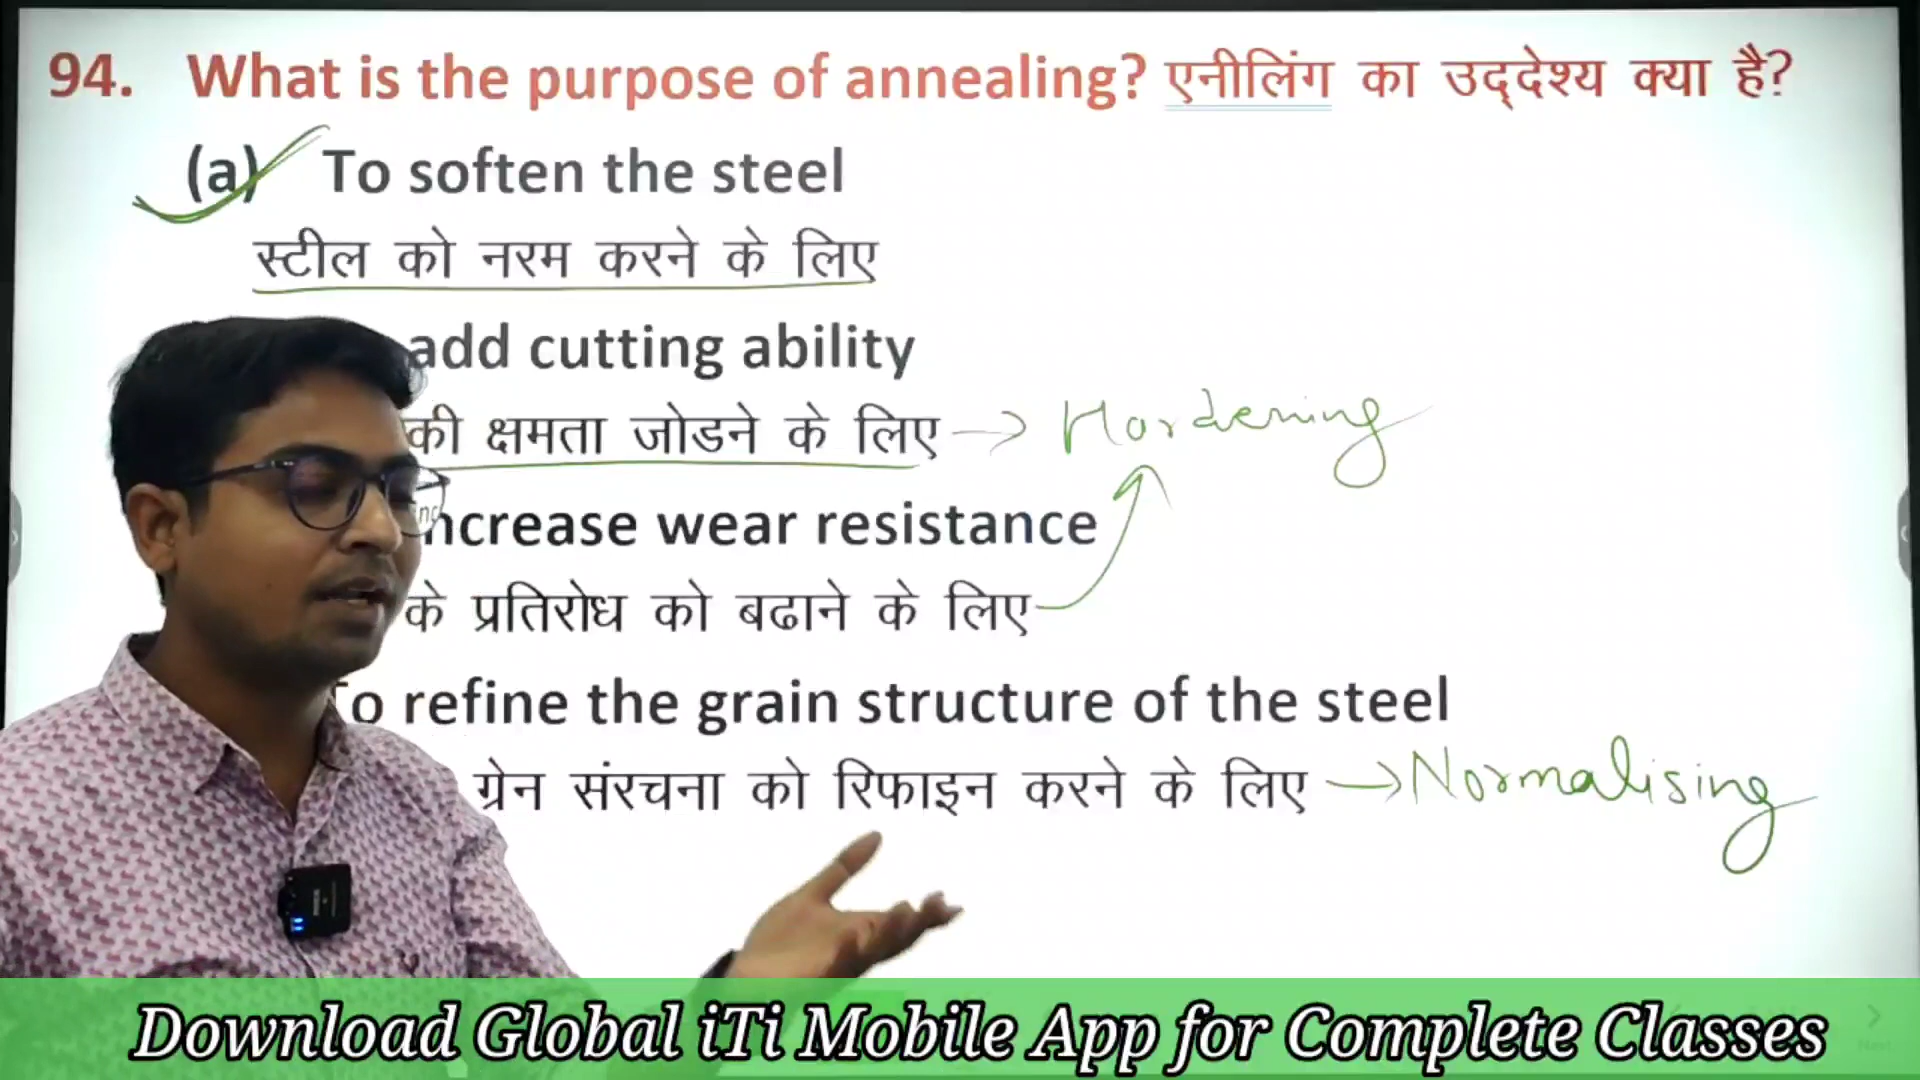 94. What is the purpose of annealing? एनीलिंग का उद्देश्य क्या है?
(a) To soften the steel
स्टील को नरम करने के लिए
add cutting ability
की क्षमता जोडने के लिए → Hardening
ncrease wear resistance
के प्रतिरोध को बढाने के लिए
To refine the grain structure of the steel
ग्रेन संरचना को रिफाइन करने के लिए → Normalising
Download Global iTi Mobile App for Complete Classes